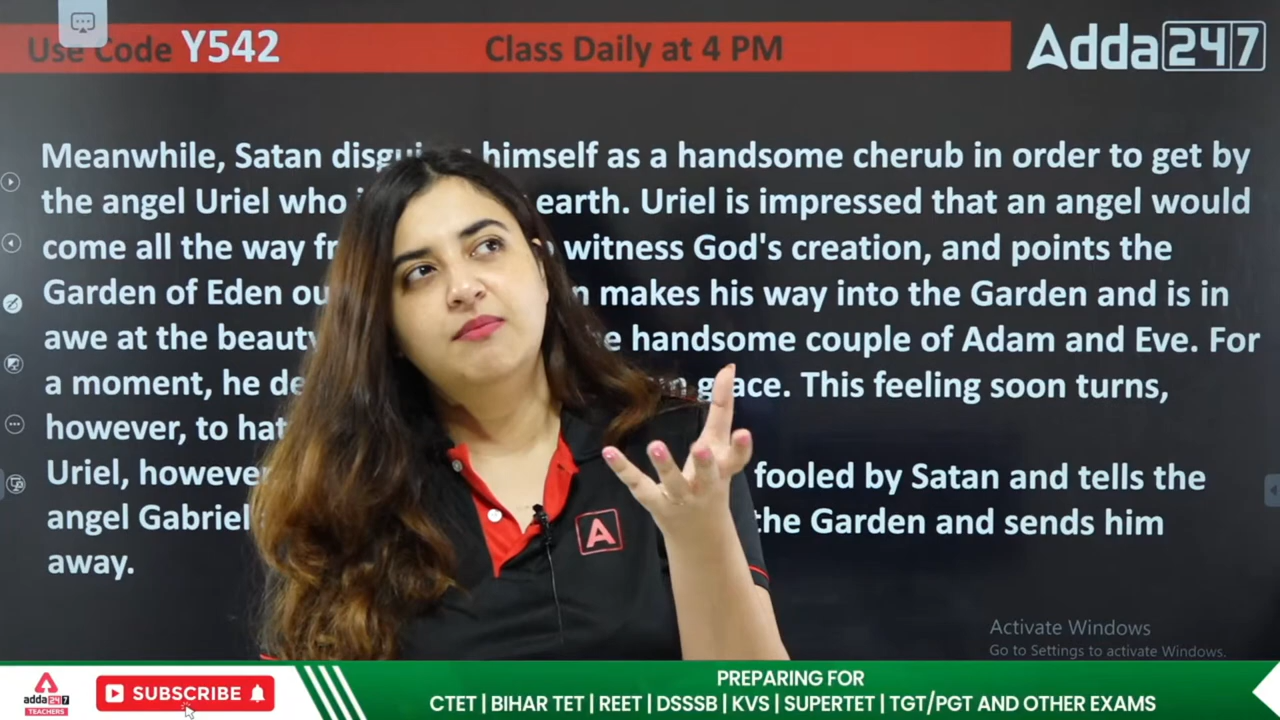 Use Code Y542
Class Daily at 4 PM
Adda247
Meanwhile, Satan himself as a handsome cherub in order to get by
the angel Uriel who earth. Uriel is impressed that an angel would
come all the way witness God's creation, and points the
Garden of Eden makes his way into the Garden and is in
awe at the handsome couple of Adam and Eve. For
a moment, he This feeling soon turns,
however, to
Uriel, fooled by Satan and tells the
angel Gabriel the Garden and sends him
away.
A
Activate Windows
Go to Settings to activate Windows.
adda247
TEACHERS
SUBSCRIBE
PREPARING FOR
CTET | BIHAR TET | REET | DSSSB | KVS | SUPERTET | TGT/PGT AND OTHER EXAMS